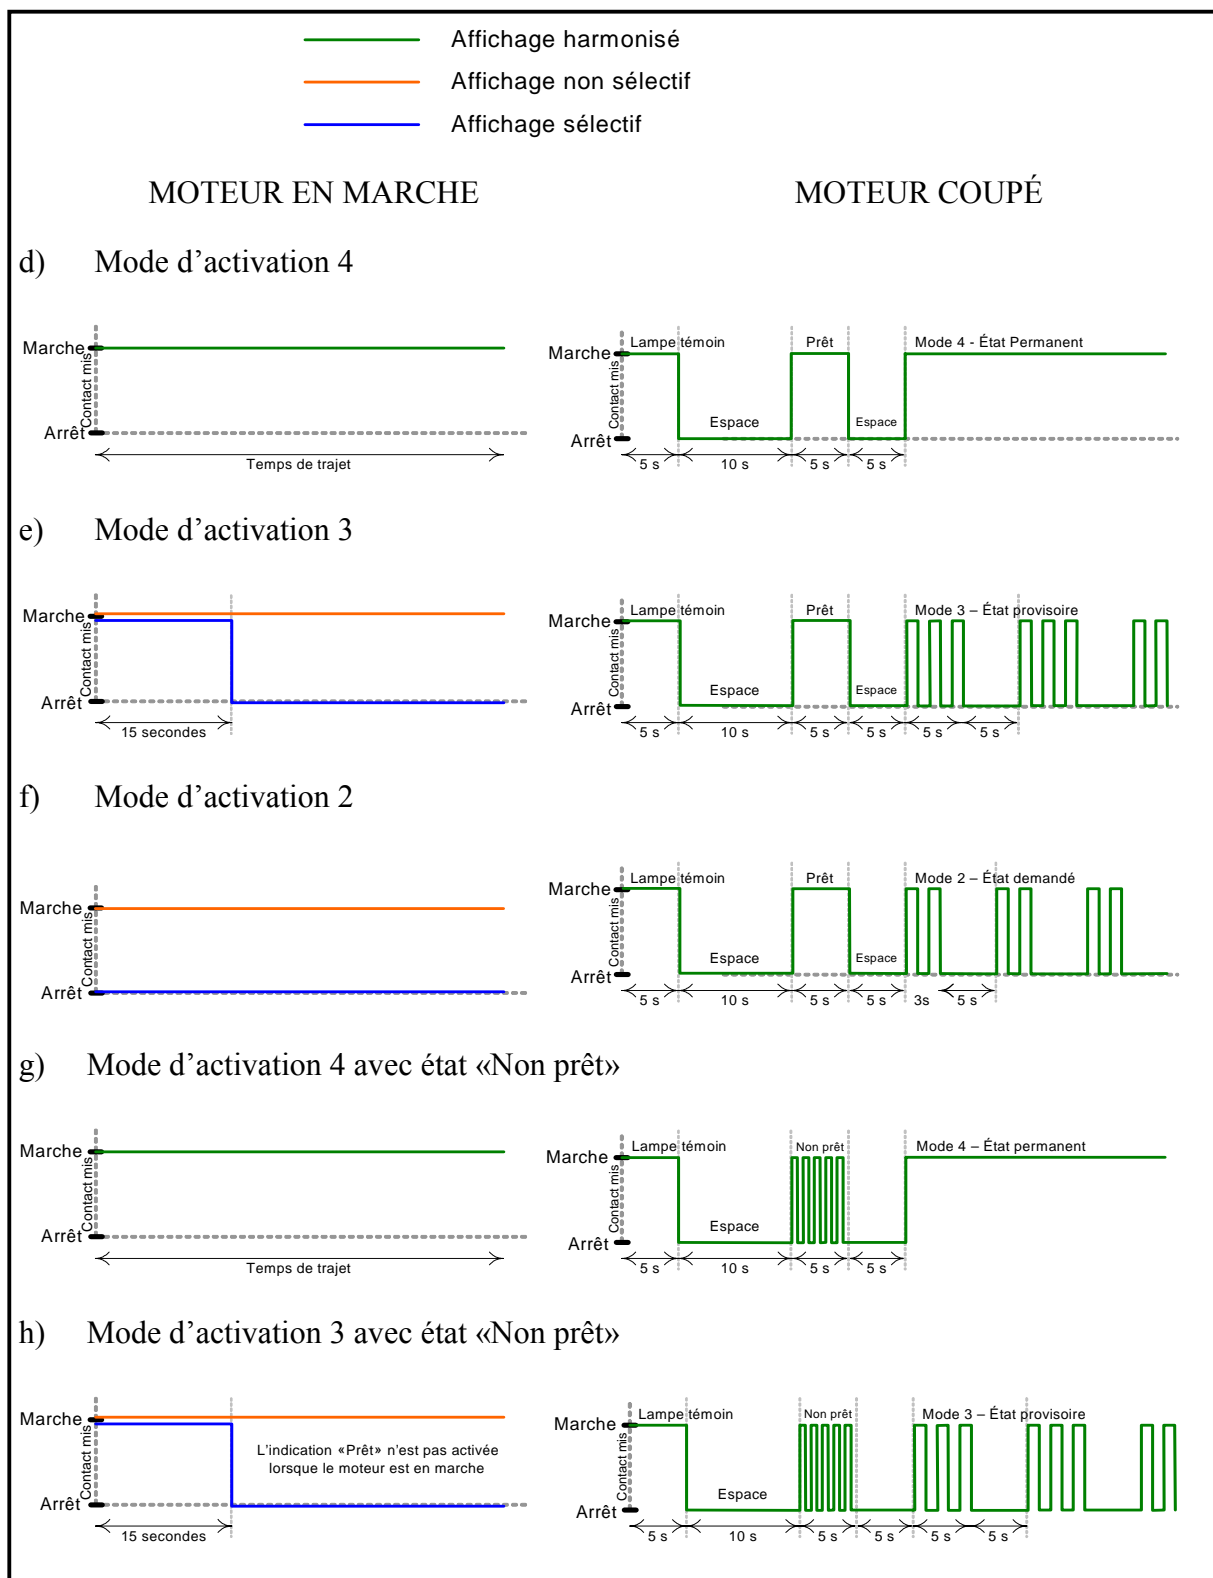 Affichage harmonisé
Affichage non sélectif
Affichage sélectif
MOTEUR EN MARCHE
MOTEUR COUPÉ
d) Mode d’activation 4
Marche
Contact mis
Arrêt
Temps de trajet
Lampe témoin
Prêt
Mode 4 - État Permanent
Marche
Contact mis
Espace
Espace
Arrêt
5 s
10 s
5 s
5 s
e) Mode d’activation 3
Marche
Contact mis
Arrêt
15 secondes
Lampe témoin
Prêt
Mode 3 – État provisoire
Marche
Contact mis
Espace
Espace
Arrêt
5 s
10 s
5 s
5 s
5 s
5 s
f) Mode d’activation 2
Marche
Contact mis
Arrêt
Lampe témoin
Prêt
Mode 2 – État demandé
Marche
Contact mis
Espace
Espace
Arrêt
5 s
10 s
5 s
5 s
3s
5 s
g) Mode d’activation 4 avec état «Non prêt»
Marche
Contact mis
Arrêt
Temps de trajet
Lampe témoin
Non prêt
Mode 4 – État permanent
Marche
Contact mis
Espace
Arrêt
5 s
10 s
5 s
5 s
h) Mode d’activation 3 avec état «Non prêt»
Marche
Contact mis
L'indication «Prêt» n'est pas activée
lorsque le moteur est en marche
Arrêt
15 secondes
Lampe témoin
Non prêt
Mode 3 – État provisoire
Marche
Contact mis
Espace
Arrêt
5 s
10 s
5 s
5 s
5 s
5 s